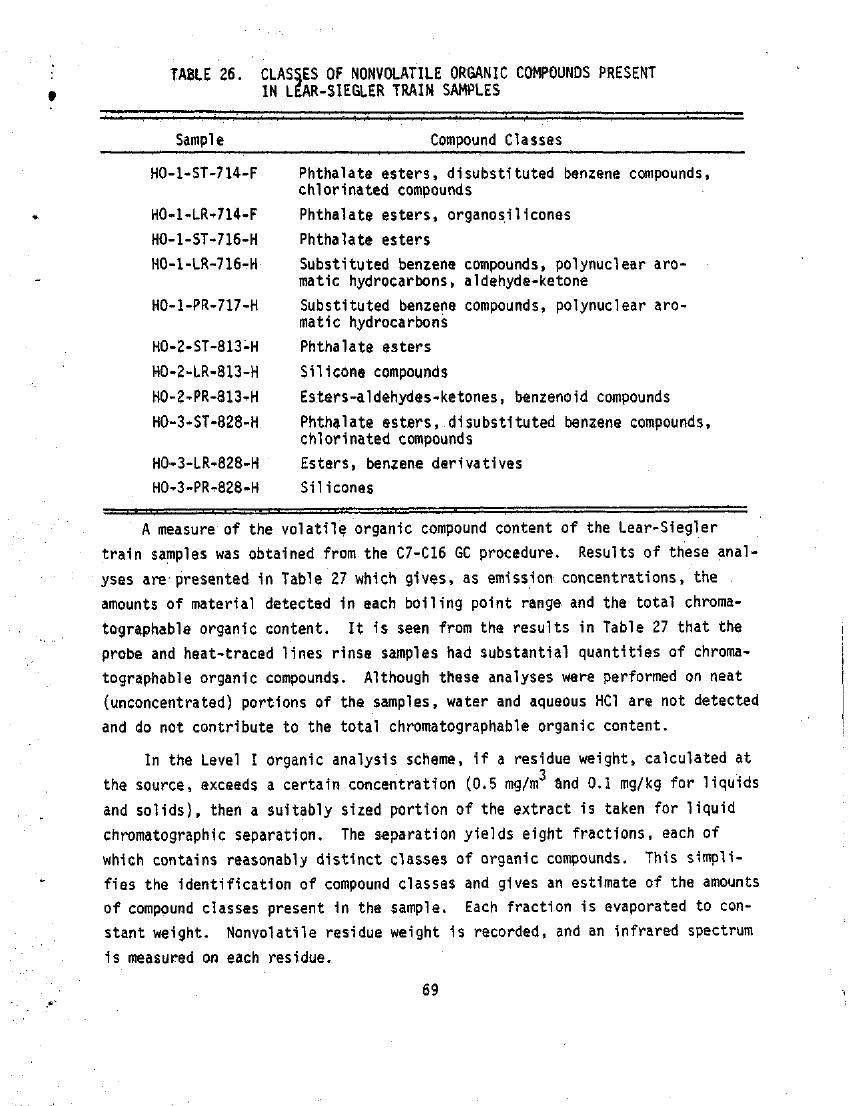 TABLE 26. CLASSES OF NONVOLATILE ORGANIC COMPOUNDS PRESENT
IN LEAR-SIEGLER TRAIN SAMPLES
Sample Compound Classes
HO-1-ST-714-F Phthalate esters, disubstituted benzene compounds,
chlorinated compounds
HO-1-LR-714-F Phthalate esters, organosilicones
HO-1-ST-716-H Phthalate esters
HO-1-LR-716-H Substituted benzene compounds, polynuclear aro-
matic hydrocarbons, aldehyde-ketone
HO-1-PR-717-H Substituted benzene compounds, polynuclear aro-
matic hydrocarbons
HO-2-ST-813-H Phthalate esters
HO-2-LR-813-H Silicone compounds
HO-2-PR-813-H Esters-aldehydes-ketones, benzenoid compounds
HO-3-ST-828-H Phthalate esters, disubstituted benzene compounds,
chlorinated compounds
HO-3-LR-828-H Esters, benzene derivatives
HO-3-PR-828-H Silicones
A measure of the volatile organic compound content of the Lear-Siegler
train samples was obtained from the C7-C16 GC procedure. Results of these anal-
yses are presented in Table 27 which gives, as emission concentrations, the
amounts of material detected in each boiling point range and the total chroma-
tographable organic content. It is seen from the results in Table 27 that the
probe and heat-traced lines rinse samples had substantial quantities of chroma-
tographable organic compounds. Although these analyses were performed on neat
(unconcentrated) portions of the samples, water and aqueous HCl are not detected
and do not contribute to the total chromatographable organic content.
In the Level I organic analysis scheme, if a residue weight, calculated at
the source, exceeds a certain concentration (0.5 mg/m³ and 0.1 mg/kg for liquids
and solids), then a suitably sized portion of the extract is taken for liquid
chromatographic separation. The separation yields eight fractions, each of
which contains reasonably distinct classes of organic compounds. This simpli-
fies the identification of compound classes and gives an estimate of the amounts
of compound classes present in the sample. Each fraction is evaporated to con-
stant weight. Nonvolatile residue weight is recorded, and an infrared spectrum
is measured on each residue.
69